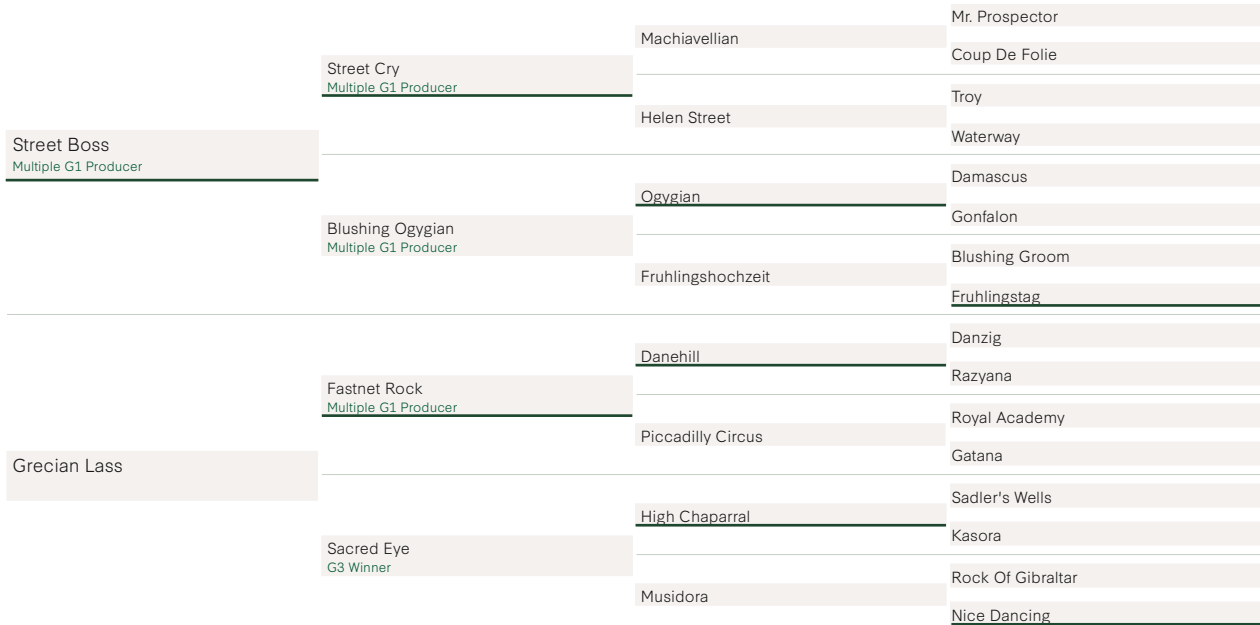 Street Boss
Multiple G1 Producer
Street Cry
Multiple G1 Producer
Machiavellian
Mr. Prospector
Coup De Folie
Helen Street
Troy
Waterway
Blushing Ogygian
Multiple G1 Producer
Ogygian
Damascus
Gonfalon
Fruhlingshochzeit
Blushing Groom
Fruhlingstag
Grecian Lass
Fastnet Rock
Multiple G1 Producer
Danehill
Danzig
Razyana
Piccadilly Circus
Royal Academy
Gatana
Sacred Eye
G3 Winner
High Chaparral
Sadler's Wells
Kasora
Musidora
Rock Of Gibraltar
Nice Dancing